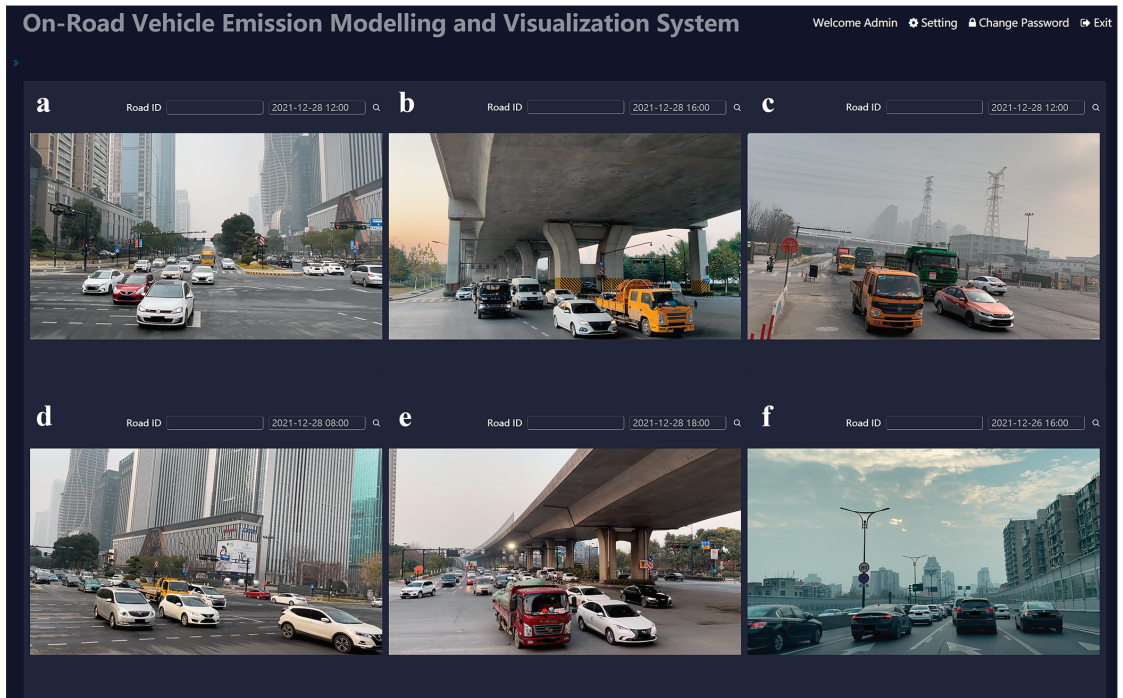 On-Road Vehicle Emission Modelling and Visualization System
Welcome Admin Setting Change Password Exit
a Road ID 2021-12-28 12:00
b Road ID 2021-12-28 16:00
c Road ID 2021-12-28 12:00
d Road ID 2021-12-28 08:00
e Road ID 2021-12-28 18:00
f Road ID 2021-12-26 16:00